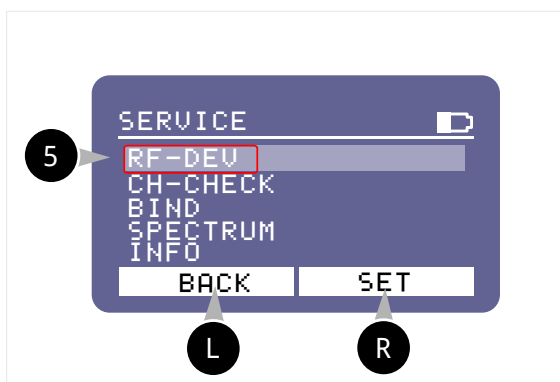 SERVICE
5
RF-DEV
CH-CHECK
BIND
SPECTRUM
INFO
BACK SET
L R